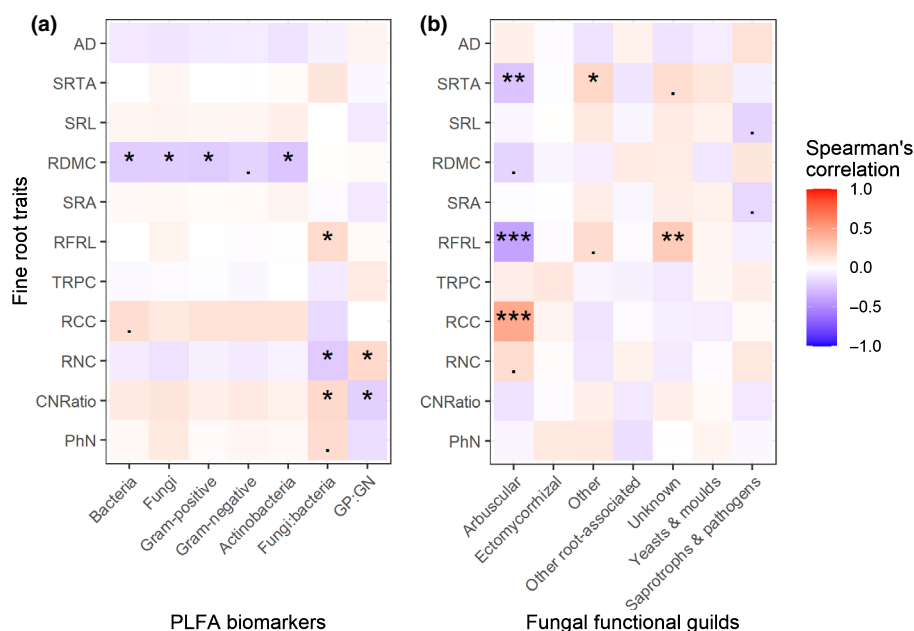 (a)
Fine root traits
AD
SRTA
SRL
RDMC
* * * . *
SRA
RFRL
*
TRPC
RCC
.
RNC
* *
CNRatio
* *
PhN
.
Bacteria
Fungi
Gram-positive
Gram-negative
Actinobacteria
Fungi:bacteria
GP:GN
PLFA biomarkers
(b)
AD
SRTA
** * .
SRL
.
RDMC
.
SRA
.
RFRL
*** . **
TRPC
RCC
***
RNC
.
CNRatio
PhN
Arbuscular
Ectomycorrhizal
Other
Other root-associated
Unknown
Yeasts & moulds
Saprotrophs & pathogens
Fungal functional guilds
Spearman's
correlation
1.0
0.5
0.0
−0.5
−1.0